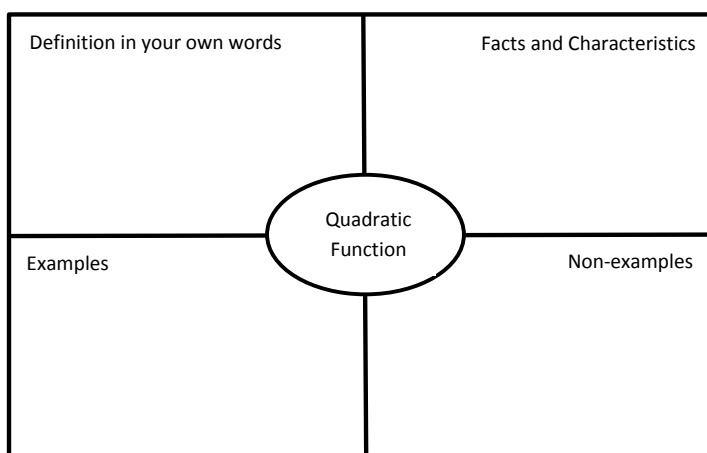 Definition in your own words
Facts and Characteristics
Quadratic
Function
Examples
Non-examples